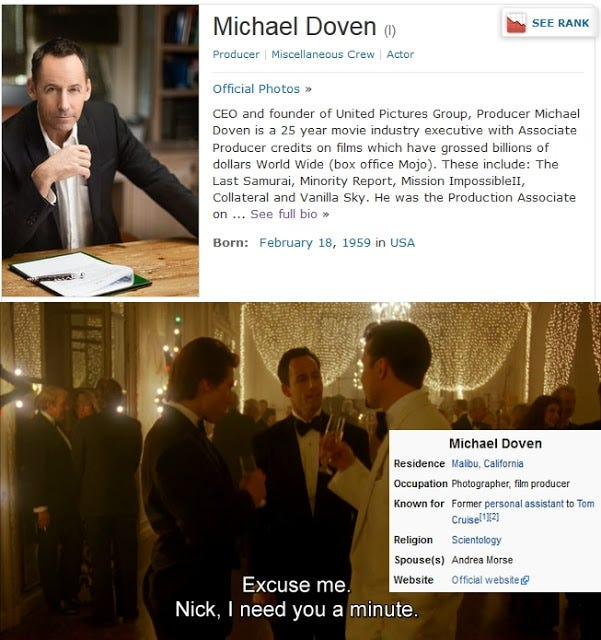 Michael Doven (I)
SEE RANK
Producer | Miscellaneous Crew | Actor
Official Photos »
CEO and founder of United Pictures Group, Producer Michael
Doven is a 25 year movie industry executive with Associate
Producer credits on films which have grossed billions of
dollars World Wide (box office Mojo). These include: The
Last Samurai, Minority Report, Mission ImpossibleII,
Collateral and Vanilla Sky. He was the Production Associate
on ... See full bio »
Born: February 18, 1959 in USA
Michael Doven
Residence Malibu, California
Occupation Photographer, film producer
Known for Former personal assistant to Tom
Cruise[1][2]
Religion Scientology
Spouse(s) Andrea Morse
Website Official website
Excuse me.
Nick, I need you a minute.